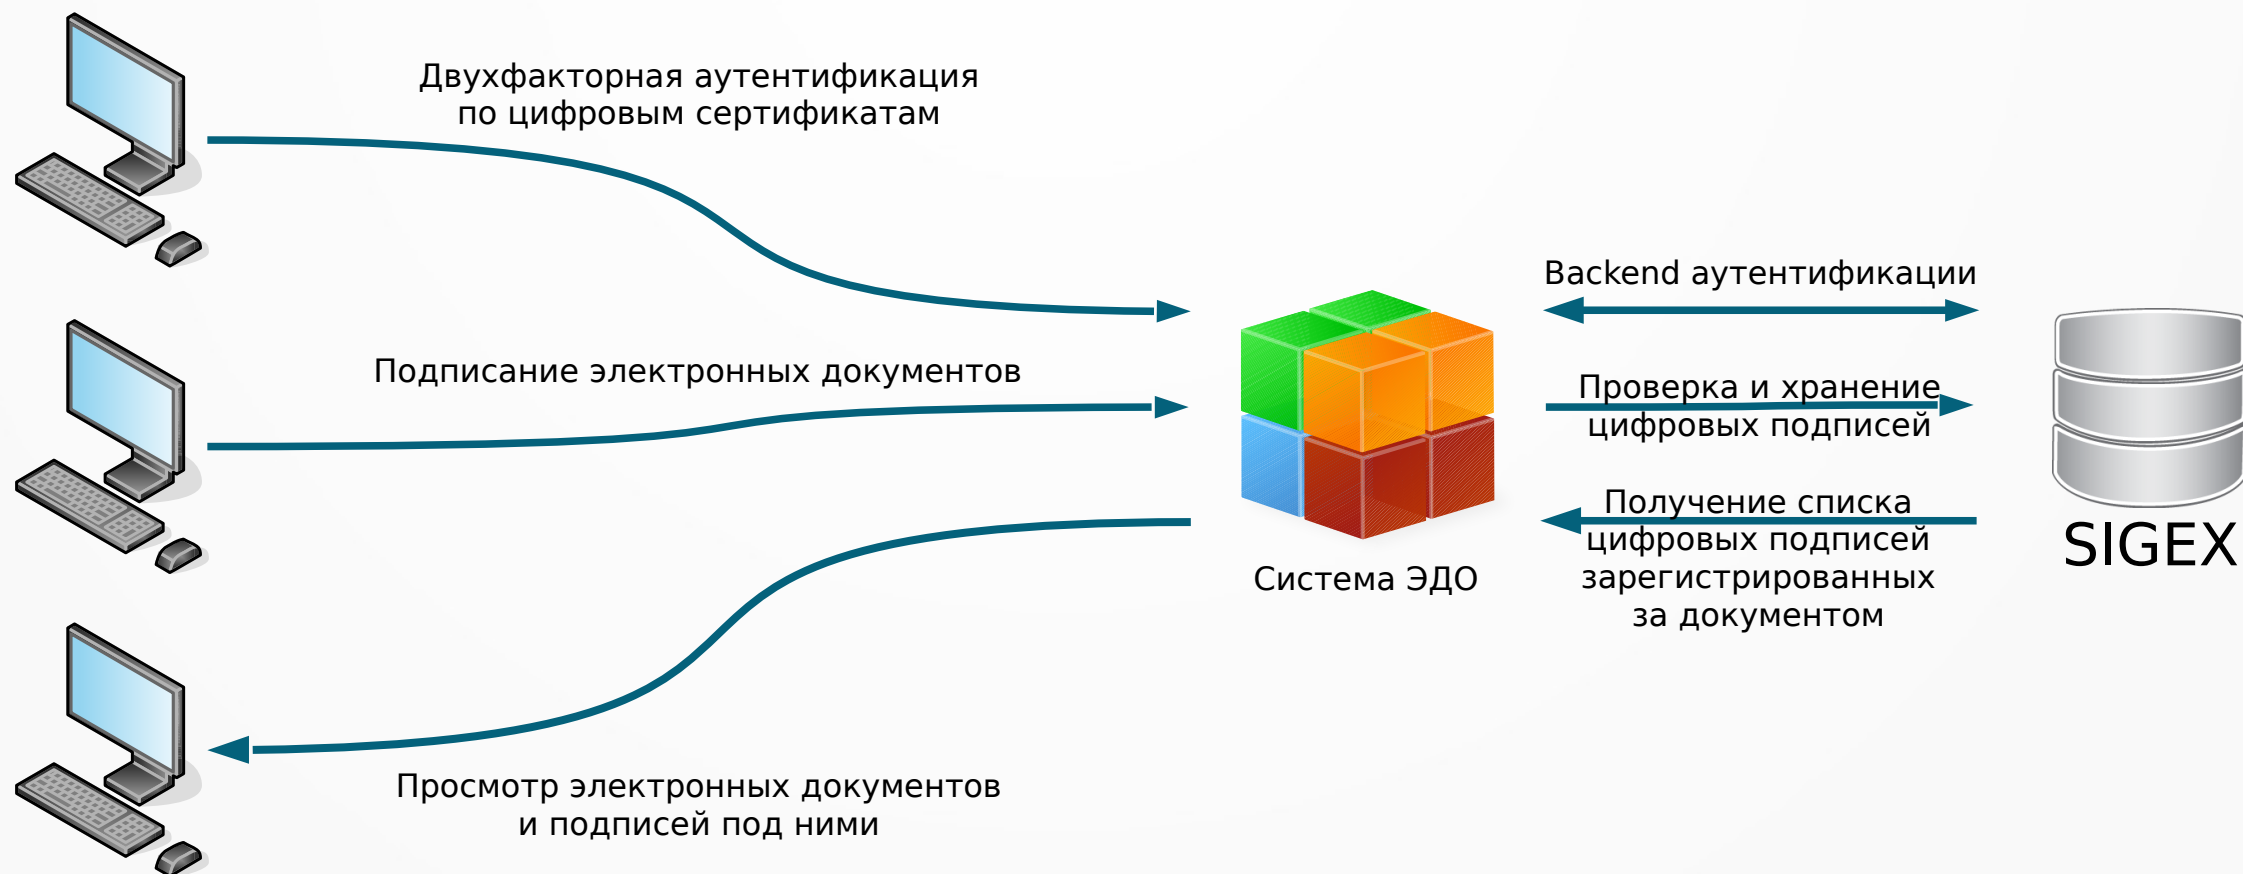 Двухфакторная аутентификация
по цифровым сертификатам
Подписание электронных документов
Просмотр электронных документов
и подписей под ними
Система ЭДО
Backend аутентификации
Проверка и хранение
цифровых подписей
Получение списка
цифровых подписей
зарегистрированных
за документом
SIGEX